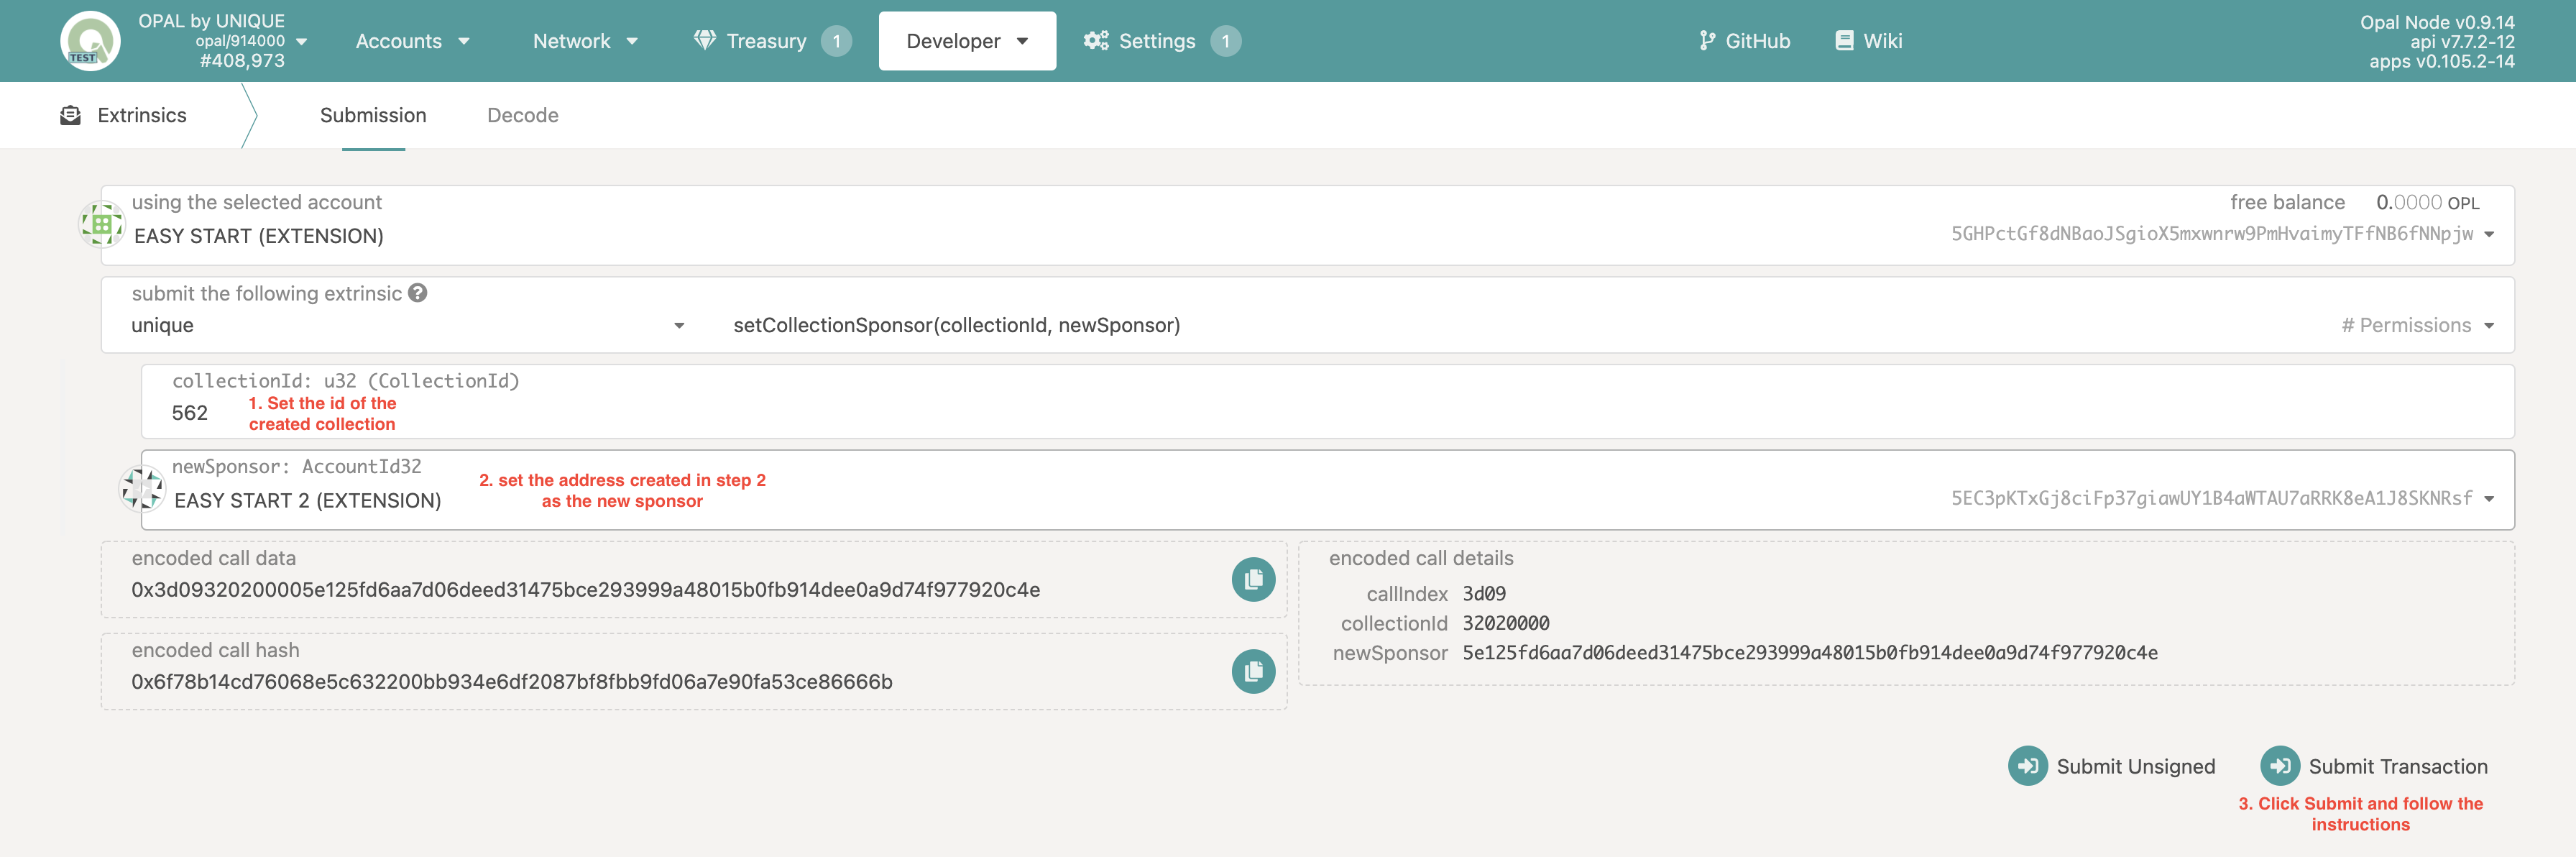 OPAL by UNIQUE
opal/914000
#408,973
TEST
Accounts
Network
Treasury 1
Developer
Settings 1
GitHub
Wiki
Opal Node v0.9.14
api v7.7.2-12
apps v0.105.2-14
Extrinsics
Submission
Decode
using the selected account
EASY START (EXTENSION)
free balance 0.0000 OPL
5GHPctGf8dNBaoJSgioX5mxwnrw9PmHvaimyTFfNB6fNNpjw
submit the following extrinsic ?
unique
setCollectionSponsor(collectionId, newSponsor)
# Permissions
collectionId: u32 (CollectionId)
562
1. Set the id of the
created collection
newSponsor: AccountId32
EASY START 2 (EXTENSION)
2. set the address created in step 2
as the new sponsor
5EC3pKTxGj8ciFp37giawUY1B4aWTAU7aRRK8eA1J8SKNRsf
encoded call data
0x3d09320200005e125fd6aa7d06deed31475bce293999a48015b0fb914dee0a9d74f977920c4e
encoded call details
callIndex 3d09
collectionId 32020000
newSponsor 5e125fd6aa7d06deed31475bce293999a48015b0fb914dee0a9d74f977920c4e
encoded call hash
0x6f78b14cd76068e5c632200bb934e6df2087bf8fbb9fd06a7e90fa53ce86666b
Submit Unsigned
Submit Transaction
3. Click Submit and follow the
instructions